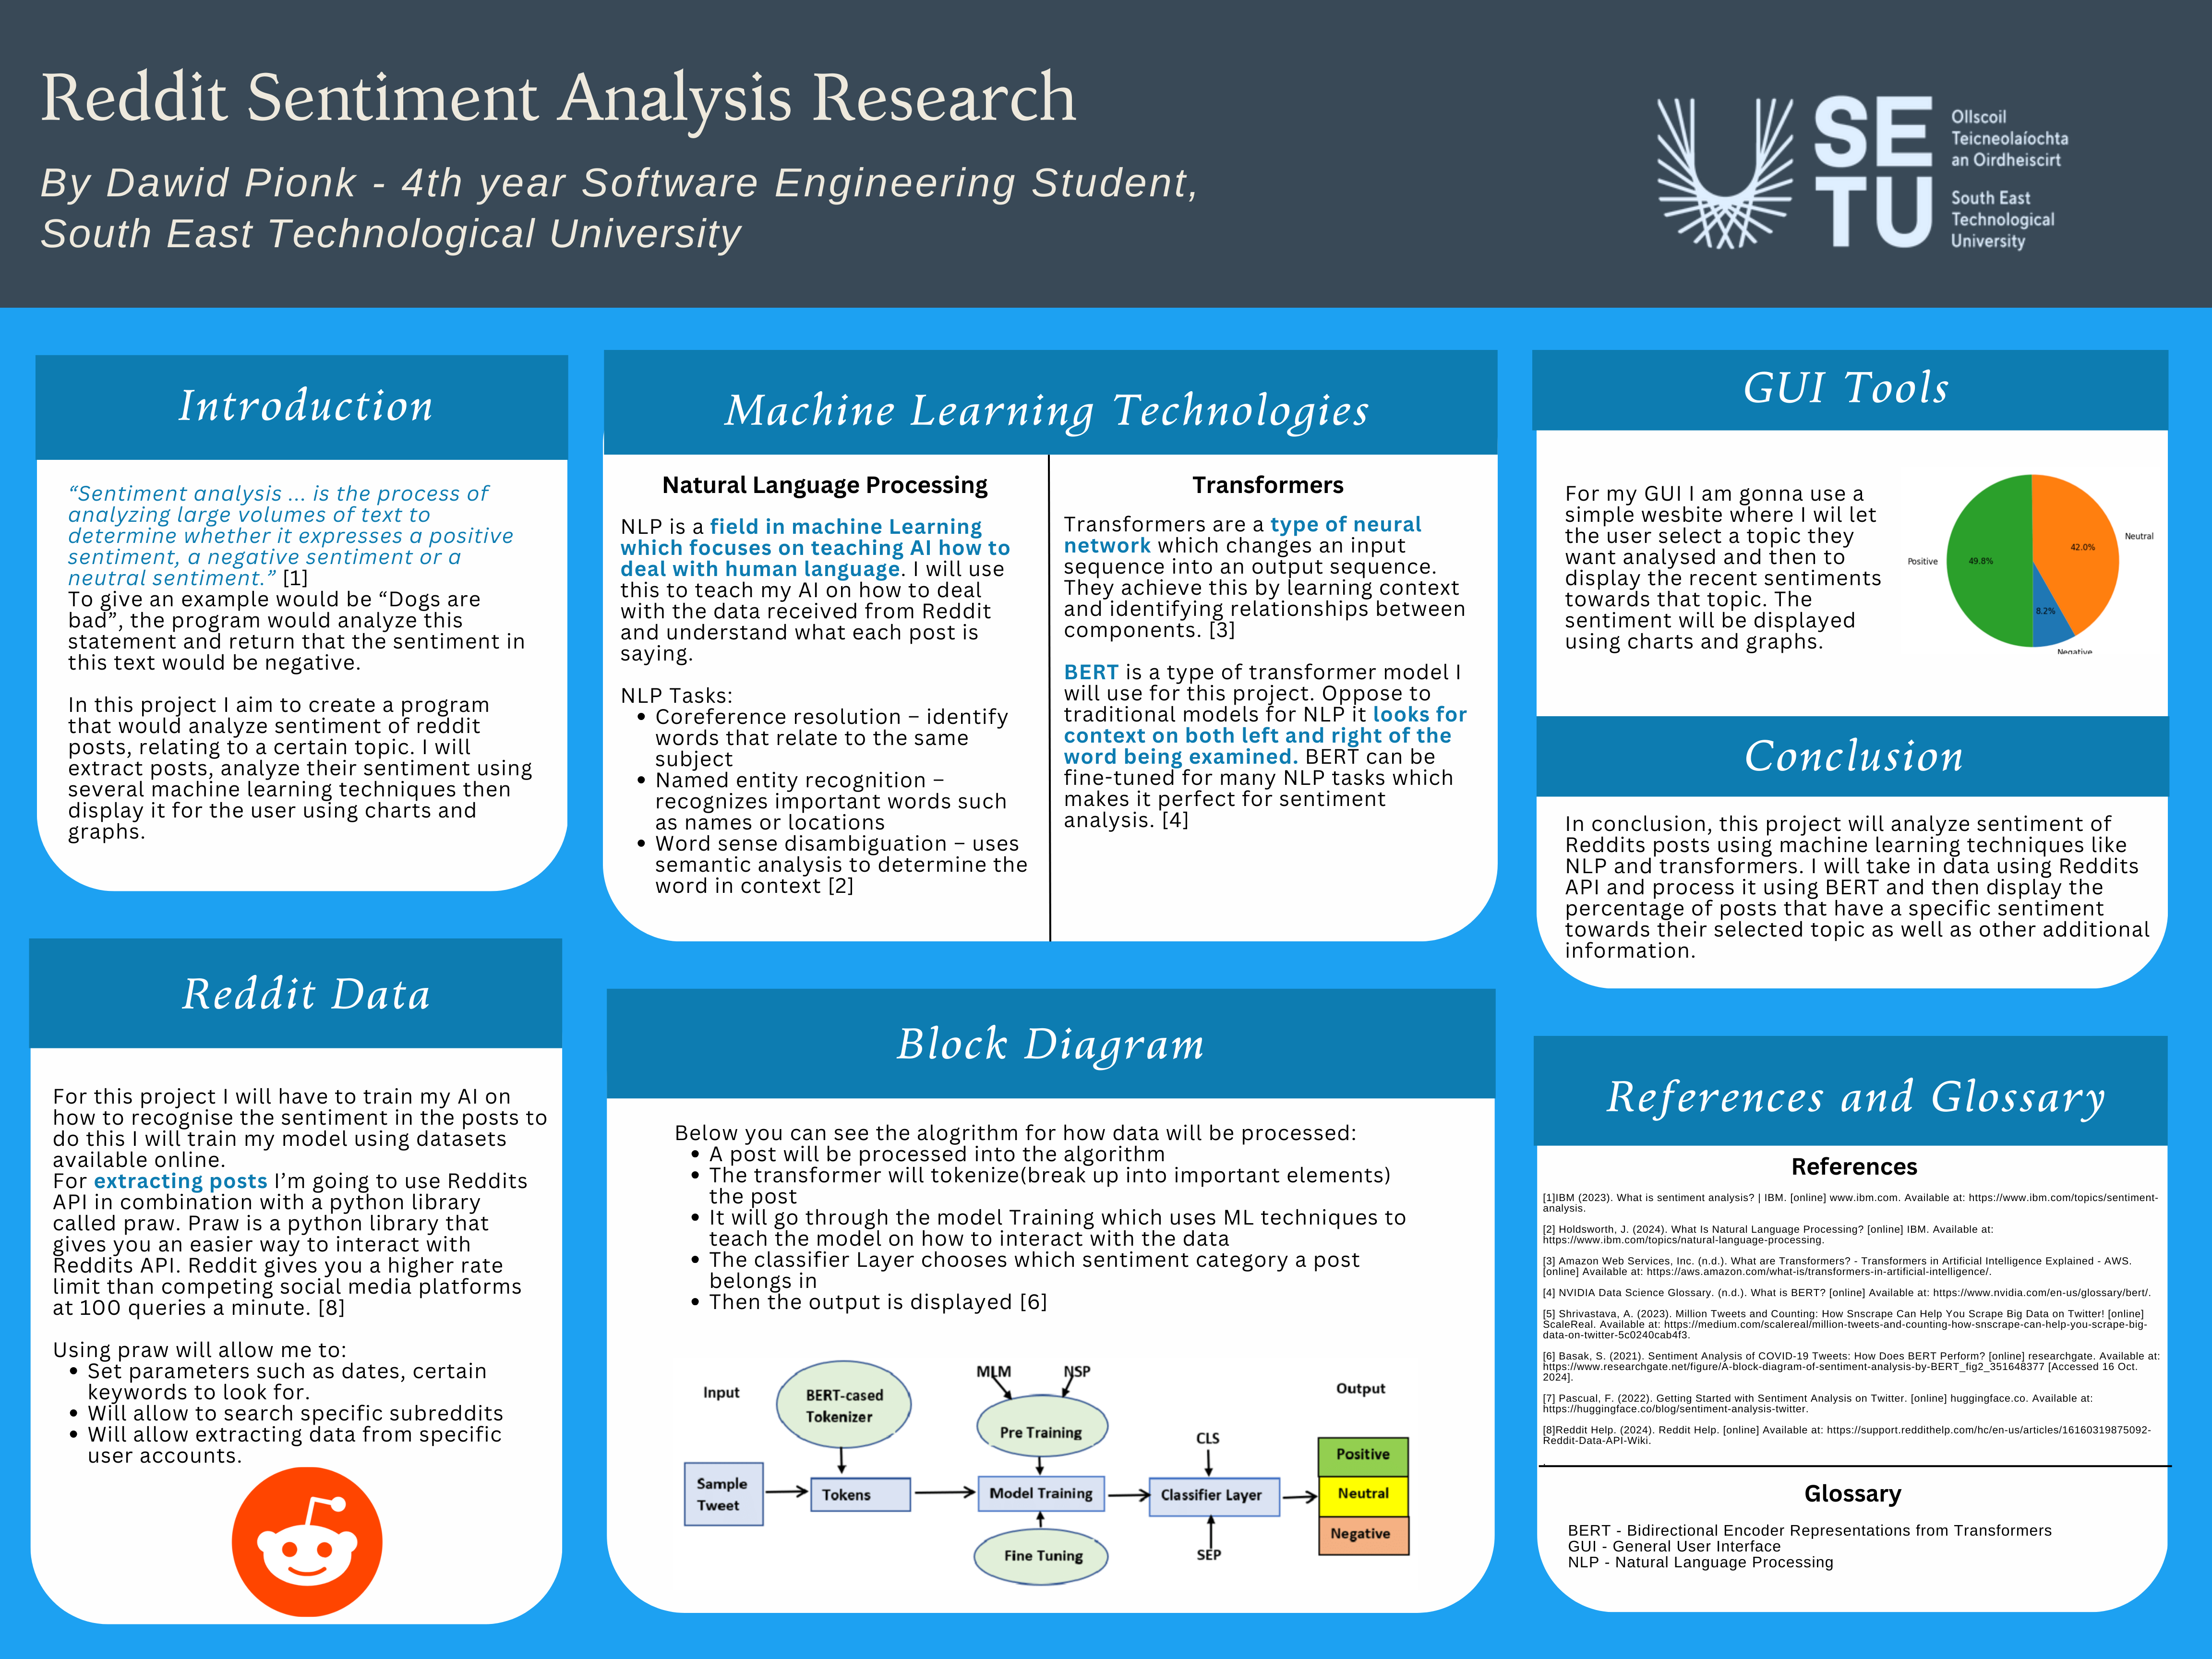 Reddit Sentiment Analysis Research
By Dawid Pionk - 4th year Software Engineering Student,
South East Technological University
SE
TU
Ollscoil
Teicneolaíochta
an Oirdheiscirt
South East
Technological
University
Introduction
“Sentiment analysis ... is the process of
analyzing large volumes of text to
determine whether it expresses a positive
sentiment, a negative sentiment or a
neutral sentiment.” [1]
To give an example would be “Dogs are
bad”, the program would analyze this
statement and return that the sentiment in
this text would be negative.
In this project I aim to create a program
that would analyze sentiment of reddit
posts, relating to a certain topic. I will
extract posts, analyze their sentiment using
several machine learning techniques then
display it for the user using charts and
graphs.
Reddit Data
For this project I will have to train my AI on
how to recognise the sentiment in the posts to
do this I will train my model using datasets
available online.
For extracting posts I’m going to use Reddits
API in combination with a python library
called praw. Praw is a python library that
gives you an easier way to interact with
Reddits API. Reddit gives you a higher rate
limit than competing social media platforms
at 100 queries a minute. [8]
Using praw will allow me to:
• Set parameters such as dates, certain
keywords to look for.
• Will allow to search specific subreddits
• Will allow extracting data from specific
user accounts.
Machine Learning Technologies
Natural Language Processing
NLP is a field in machine Learning
which focuses on teaching AI how to
deal with human language. I will use
this to teach my AI on how to deal
with the data received from Reddit
and understand what each post is
saying.
NLP Tasks:
• Coreference resolution – identify
words that relate to the same
subject
• Named entity recognition –
recognizes important words such
as names or locations
• Word sense disambiguation – uses
semantic analysis to determine the
word in context [2]
Transformers
Transformers are a type of neural
network which changes an input
sequence into an output sequence.
They achieve this by learning context
and identifying relationships between
components. [3]
BERT is a type of transformer model I
will use for this project. Oppose to
traditional models for NLP it looks for
context on both left and right of the
word being examined. BERT can be
fine-tuned for many NLP tasks which
makes it perfect for sentiment
analysis. [4]
Block Diagram
Below you can see the alogrithm for how data will be processed:
• A post will be processed into the algorithm
• The transformer will tokenize(break up into important elements)
the post
• It will go through the model Training which uses ML techniques to
teach the model on how to interact with the data
• The classifier Layer chooses which sentiment category a post
belongs in
• Then the output is displayed [6]
Input
BERT-cased
Tokenizer
MLM
NSP
Pre Training
Output
CLS
Sample
Tweet
Tokens
Model Training
Classifier Layer
Positive
Neutral
Negative
Fine Tuning
SEP
GUI Tools
For my GUI I am gonna use a
simple wesbite where I wil let
the user select a topic they
want analysed and then to
display the recent sentiments
towards that topic. The
sentiment will be displayed
using charts and graphs.
Positive
49.8%
42.0%
Neutral
8.2%
Negative
Conclusion
In conclusion, this project will analyze sentiment of
Reddits posts using machine learning techniques like
NLP and transformers. I will take in data using Reddits
API and process it using BERT and then display the
percentage of posts that have a specific sentiment
towards their selected topic as well as other additional
information.
References and Glossary
References
[1]IBM (2023). What is sentiment analysis? | IBM. [online] www.ibm.com. Available at: https://www.ibm.com/topics/sentiment-
analysis.
[2] Holdsworth, J. (2024). What Is Natural Language Processing? [online] IBM. Available at:
https://www.ibm.com/topics/natural-language-processing.
[3] Amazon Web Services, Inc. (n.d.). What are Transformers? - Transformers in Artificial Intelligence Explained - AWS.
[online] Available at: https://aws.amazon.com/what-is/transformers-in-artificial-intelligence/.
[4] NVIDIA Data Science Glossary. (n.d.). What is BERT? [online] Available at: https://www.nvidia.com/en-us/glossary/bert/.
[5] Shrivastava, A. (2023). Million Tweets and Counting: How Snscrape Can Help You Scrape Big Data on Twitter! [online]
ScaleReal. Available at: https://medium.com/scalereal/million-tweets-and-counting-how-snscrape-can-help-you-scrape-big-
data-on-twitter-5c0240cab4f3.
[6] Basak, S. (2021). Sentiment Analysis of COVID-19 Tweets: How Does BERT Perform? [online] researchgate. Available at:
https://www.researchgate.net/figure/A-block-diagram-of-sentiment-analysis-by-BERT_fig2_351648377 [Accessed 16 Oct.
2024].
[7] Pascual, F. (2022). Getting Started with Sentiment Analysis on Twitter. [online] huggingface.co. Available at:
https://huggingface.co/blog/sentiment-analysis-twitter.
[8]Reddit Help. (2024). Reddit Help. [online] Available at: https://support.reddithelp.com/hc/en-us/articles/16160319875092-
Reddit-Data-API-Wiki.
Glossary
BERT - Bidirectional Encoder Representations from Transformers
GUI - General User Interface
NLP - Natural Language Processing